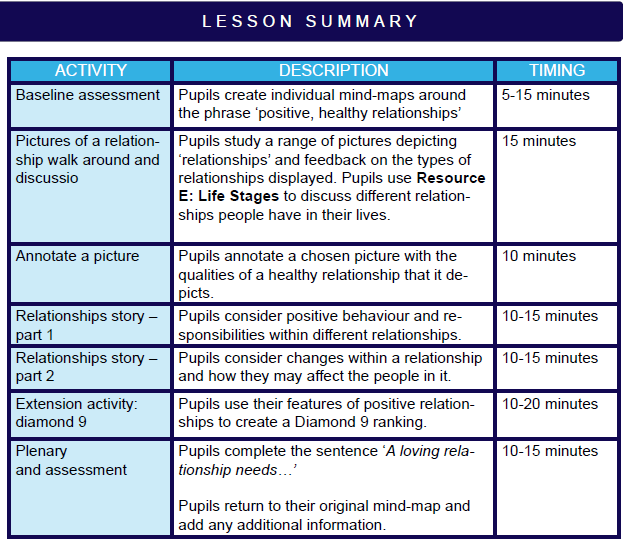 LESSON SUMMARY
ACTIVITY DESCRIPTION TIMING
Baseline assessment Pupils create individual mind-maps around 5-15 minutes
the phrase ‘positive, healthy relationships’
Pictures of a relation- Pupils study a range of pictures depicting 15 minutes
ship walk around and ‘relationships’ and feedback on the types of
discussio relationships displayed. Pupils use Resource
E: Life Stages to discuss different relation-
ships people have in their lives.
Annotate a picture Pupils annotate a chosen picture with the 10 minutes
qualities of a healthy relationship that it de-
picts.
Relationships story – Pupils consider positive behaviour and re- 10-15 minutes
part 1 sponsibilities within different relationships.
Relationships story – Pupils consider changes within a relationship 10-15 minutes
part 2 and how they may affect the people in it.
Extension activity: Pupils use their features of positive relation- 10-20 minutes
diamond 9 ships to create a Diamond 9 ranking.
Plenary Pupils complete the sentence ‘A loving rela- 10-15 minutes
and assessment tionship needs…’
Pupils return to their original mind-map and
add any additional information.